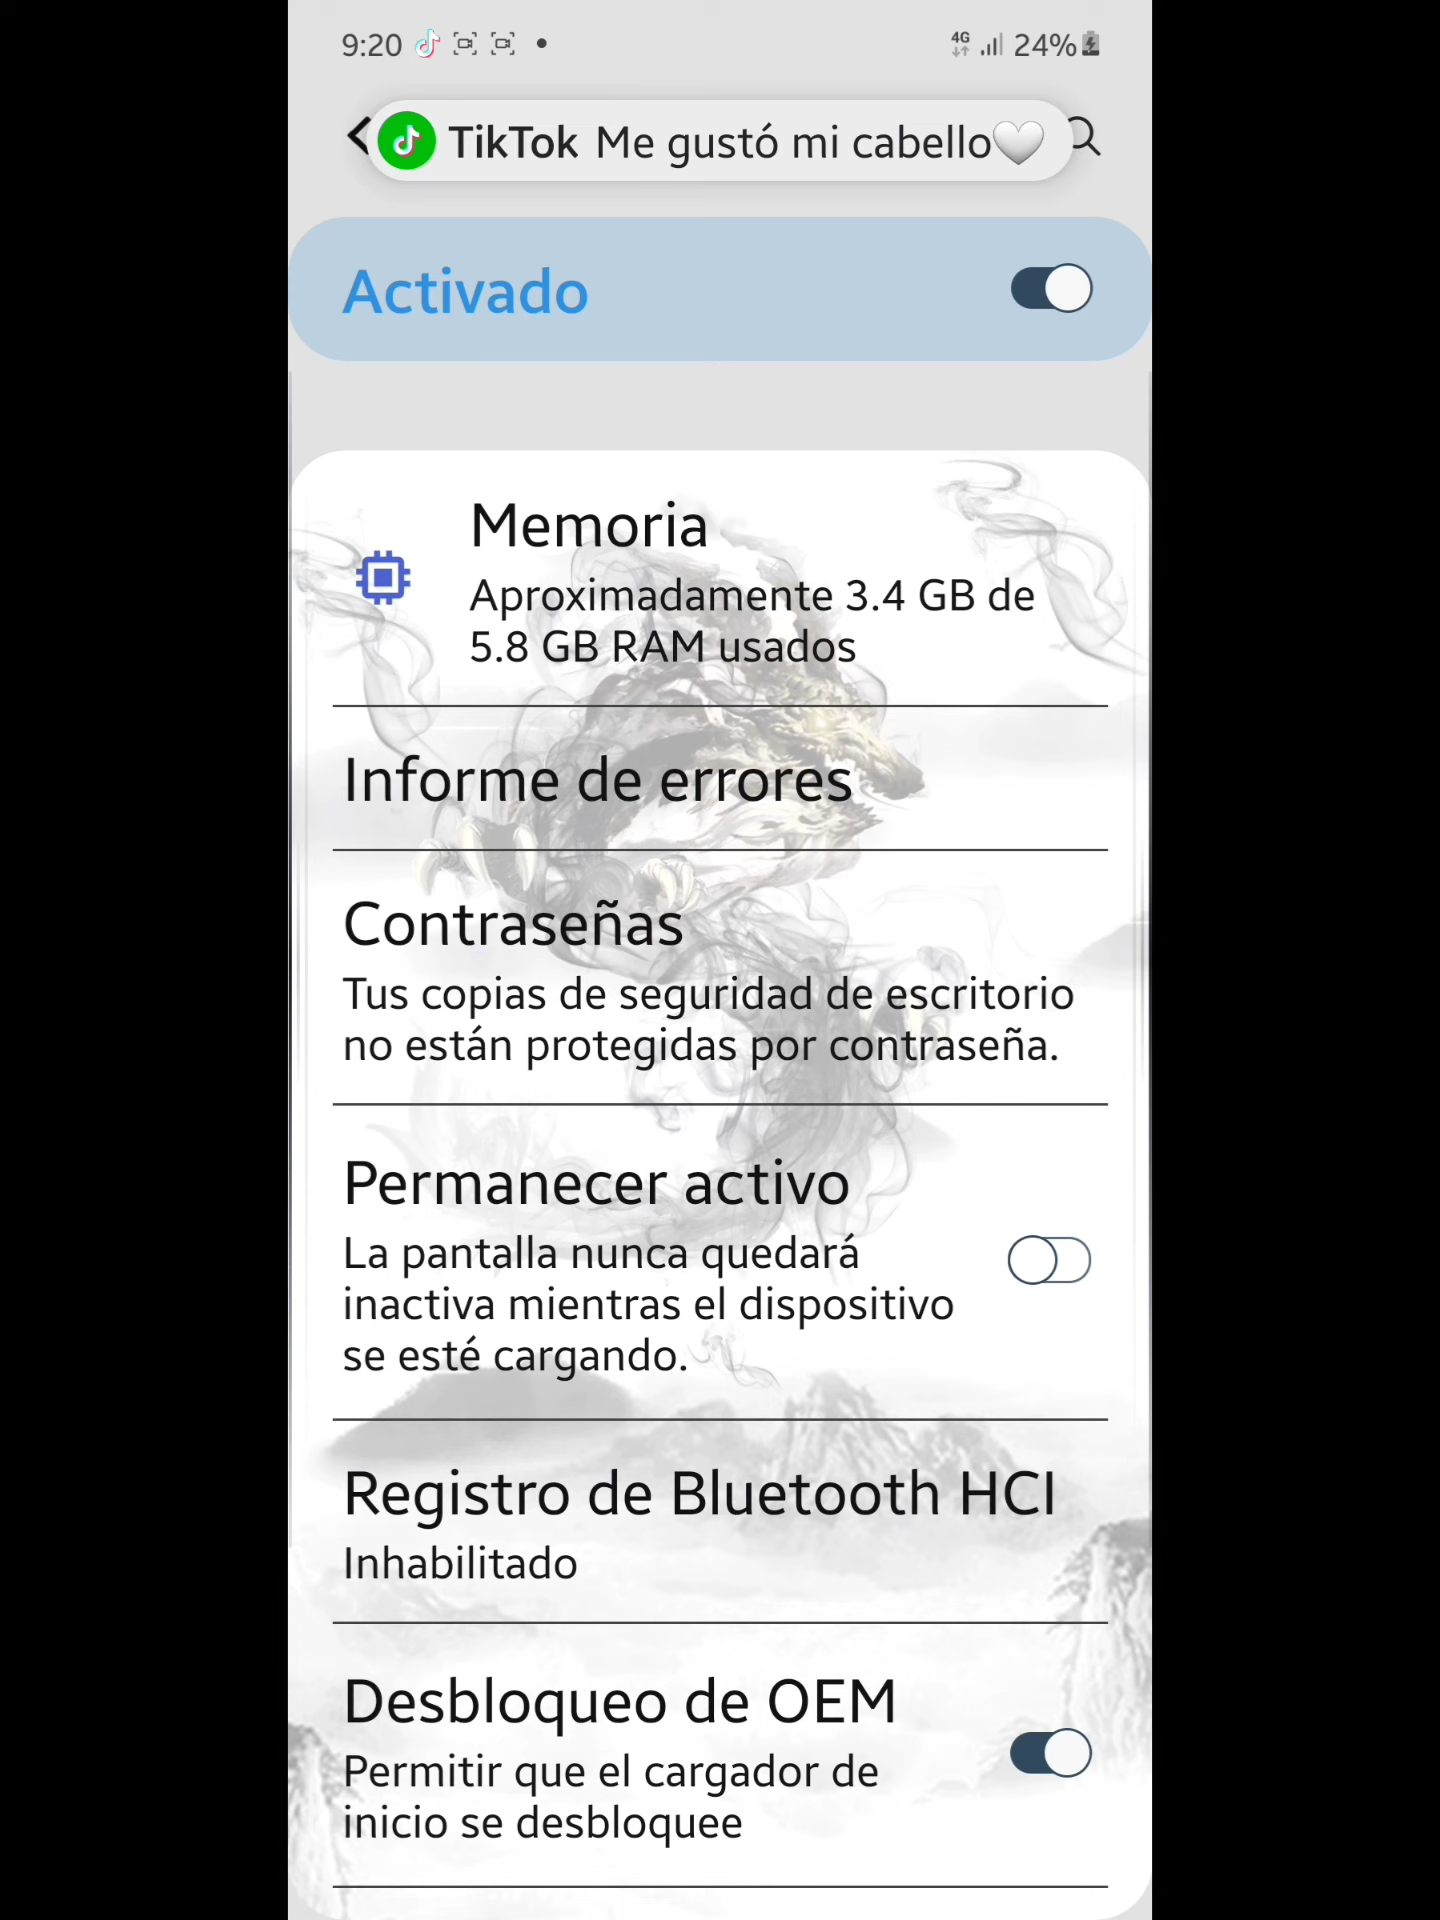 9:20
4G 24%
TikTok Me gustó mi cabello🤍
Activado
Memoria
Aproximadamente 3.4 GB de
5.8 GB RAM usados
Informe de errores
Contraseñas
Tus copias de seguridad de escritorio
no están protegidas por contraseña.
Permanecer activo
La pantalla nunca quedará
inactiva mientras el dispositivo
se esté cargando.
Registro de Bluetooth HCI
Inhabilitado
Desbloqueo de OEM
Permitir que el cargador de
inicio se desbloquee